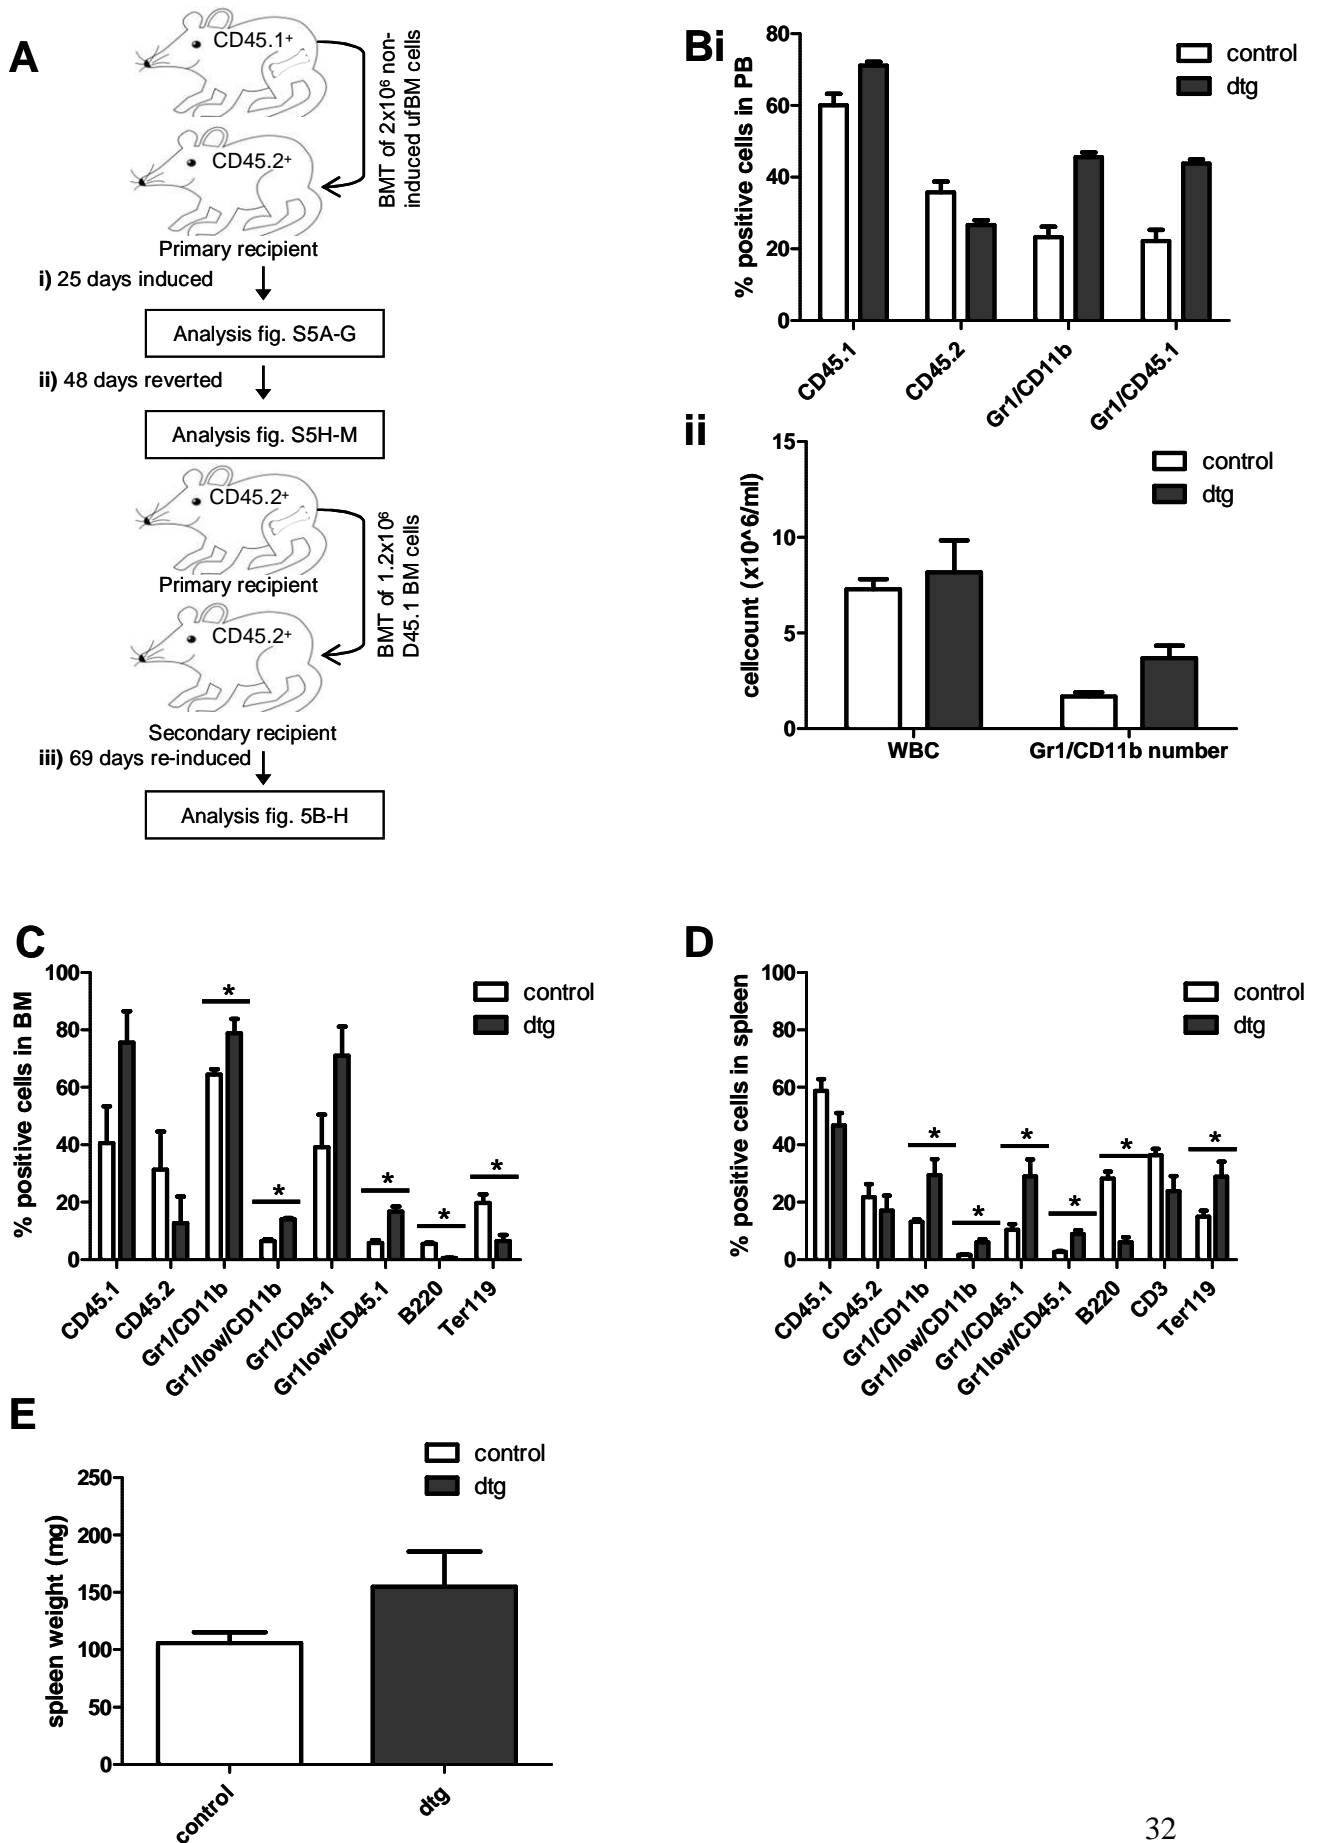 A
CD45.1⁺
CD45.2⁺
BMT of 2x10⁶ non-
induced ufBM cells
Primary recipient
i) 25 days induced
Analysis fig. S5A-G
ii) 48 days reverted
Analysis fig. S5H-M
CD45.2⁺
Primary recipient
CD45.2⁺
BMT of 1.2x10⁶
D45.1 BM cells
Secondary recipient
iii) 69 days re-induced
Analysis fig. 5B-H
Bi
% positive cells in PB
80
60
40
20
0
control
dtg
CD45.1
CD45.2
Gr1/CD11b
Gr1/CD45.1
ii
cellcount (x10^6/ml)
15
10
5
0
control
dtg
WBC
Gr1/CD11b number
C
% positive cells in BM
100
80
60
40
20
0
control
dtg
*
*
*
*
*
CD45.1
CD45.2
Gr1/CD11b
Gr1/low/CD11b
Gr1/CD45.1
Gr1low/CD45.1
B220
Ter119
D
% positive cells in spleen
100
80
60
40
20
0
control
dtg
*
*
*
*
*
*
CD45.1
CD45.2
Gr1/CD11b
Gr1/low/CD11b
Gr1/CD45.1
Gr1low/CD45.1
B220
CD3
Ter119
E
spleen weight (mg)
250
200
150
100
50
0
control
dtg
control
dtg
32